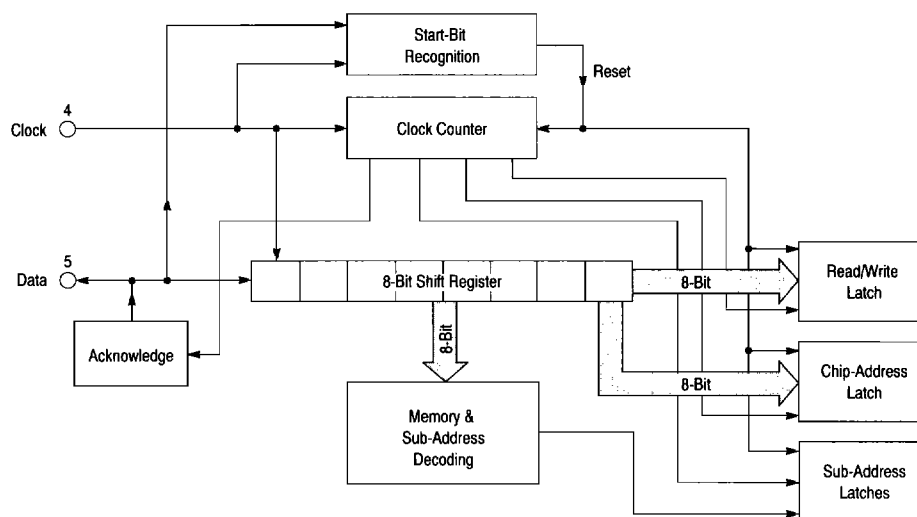 Start-Bit
Recognition
Reset
4
Clock
Clock Counter
5
Data
8-Bit Shift Register
8-Bit
Read/Write
Latch
Acknowledge
8-Bit
8-Bit
Chip-Address
Latch
Memory &
Sub-Address
Decoding
Sub-Address
Latches